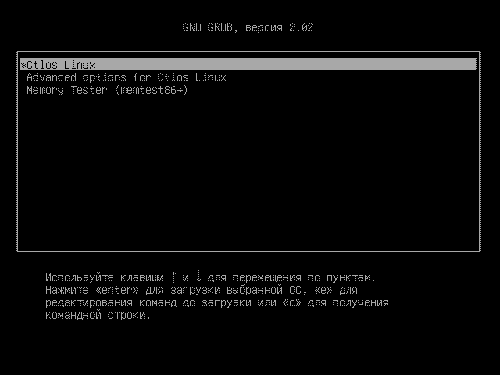 GNU GRUB, версия 2.02
*Ctlos Linux
Advanced options for Ctlos Linux
Memory Tester (memtest86+)
Используйте клавиши ↑ и ↓ для перемещения по пунктам.
Нажмите «enter» для загрузки выбранной ОС, «e» для
редактирования команд до загрузки или «c» для получения
командной строки.